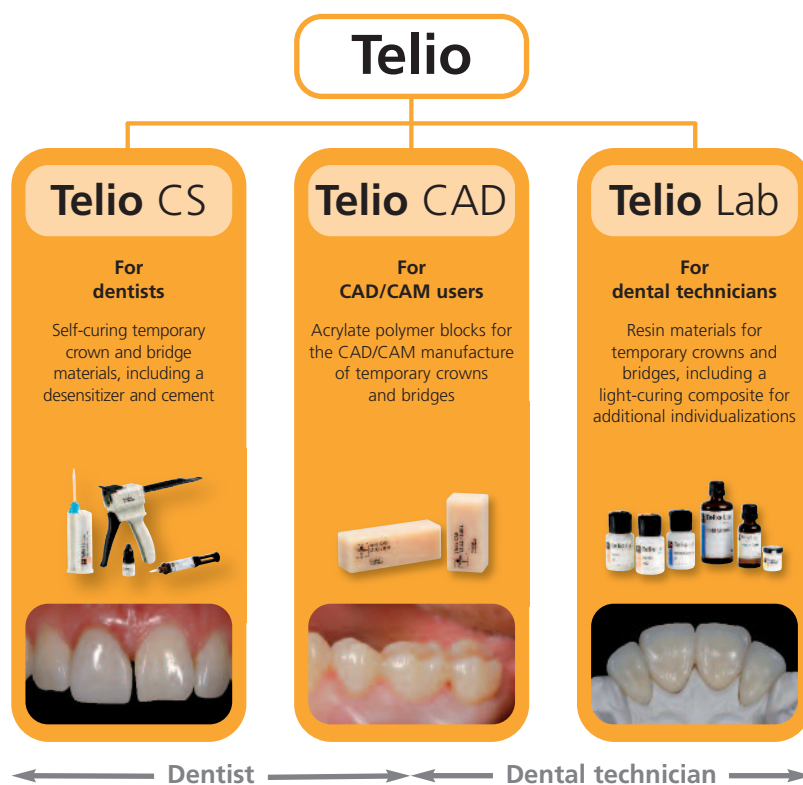 Telio
Telio CS
For
dentists
Self-curing temporary
crown and bridge
materials, including a
desensitizer and cement
Telio CAD
For
CAD/CAM users
Acrylate polymer blocks for
the CAD/CAM manufacture
of temporary crowns
and bridges
Telio Lab
For
dental technicians
Resin materials for
temporary crowns and
bridges, including a
light-curing composite for
additional individualizations
Telio Lab
Dentist
Dental technician